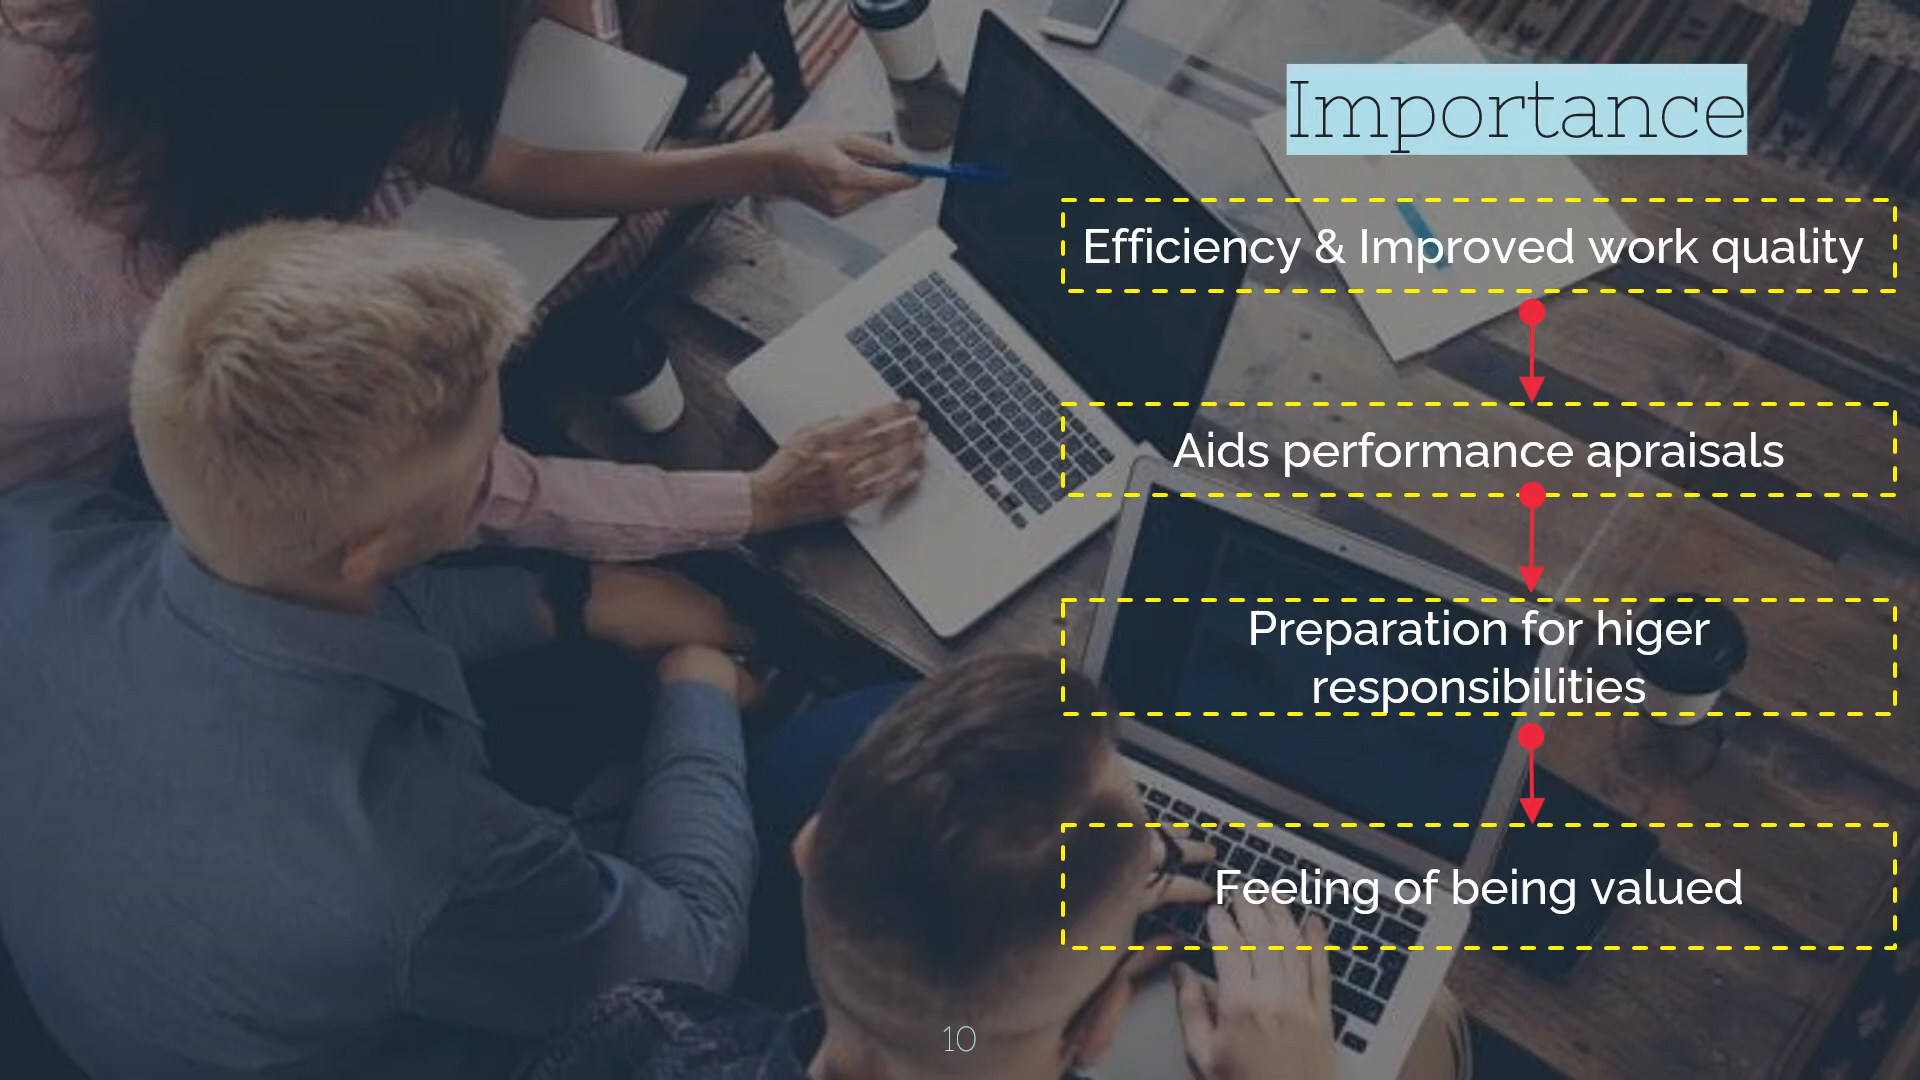 Importance
Efficiency & Improved work quality
Aids performance apraisals
Preparation for higer
responsibilities
Feeling of being valued
10